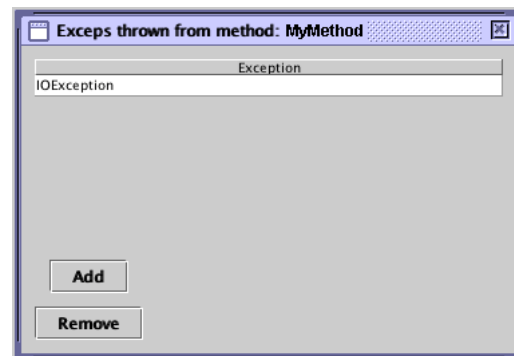 Exceps thrown from method: MyMethod
Exception
IOException
Add
Remove